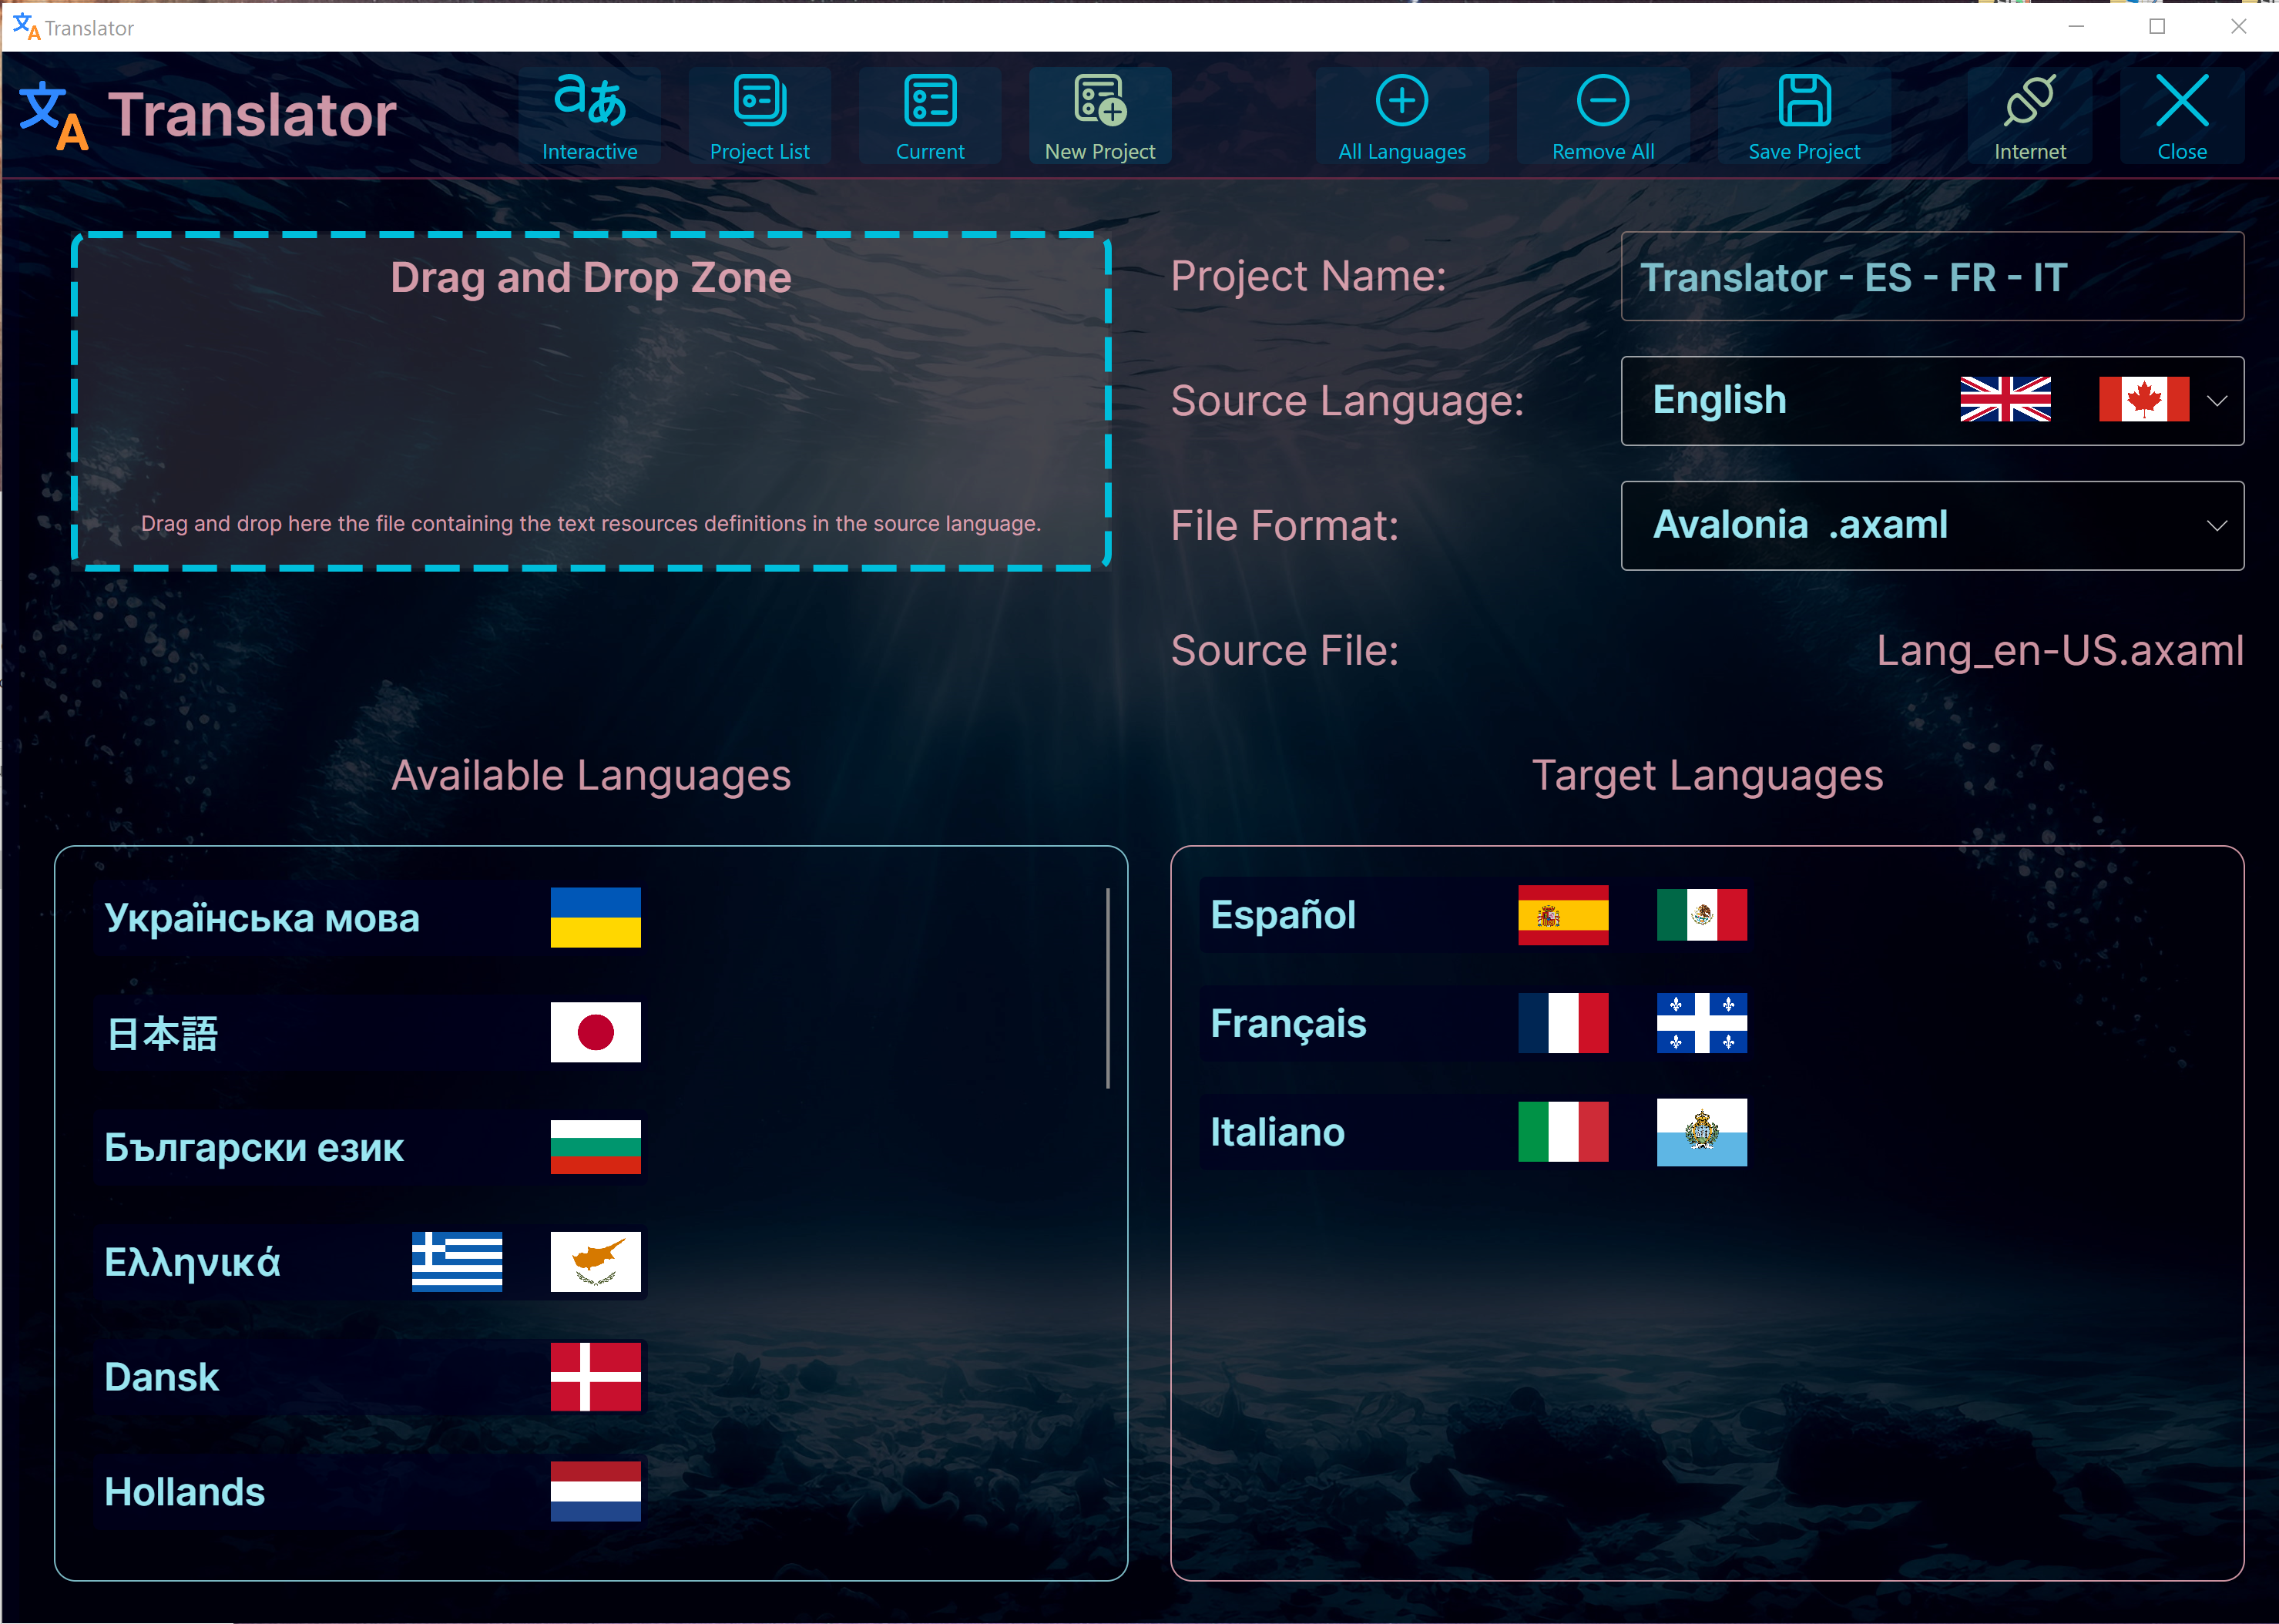 Translator
Translator
Interactive
Project List
Current
New Project
All Languages
Remove All
Save Project
Internet
Close
Drag and Drop Zone
Drag and drop here the file containing the text resources definitions in the source language.
Project Name:
Translator - ES - FR - IT
Source Language:
English
File Format:
Avalonia .axaml
Source File:
Lang_en-US.axaml
Available Languages
Українська мова
日本語
Български език
Ελληνικά
Dansk
Hollands
Target Languages
Español
Français
Italiano